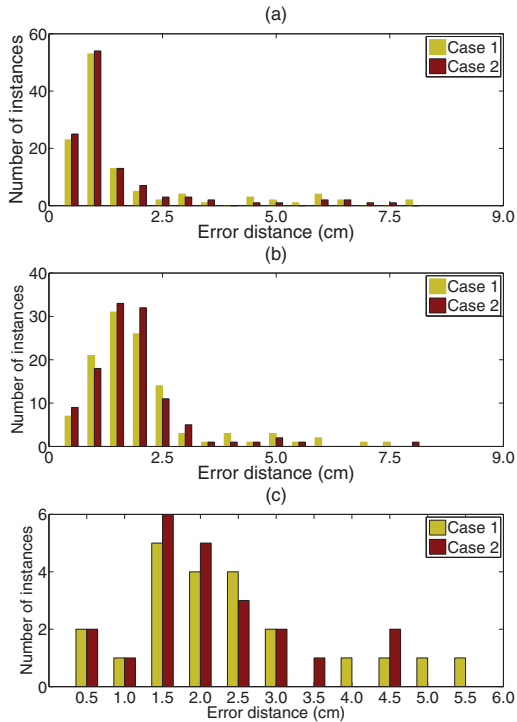 (a)
60
40
20
0
Number of instances
Case 1
Case 2
0 2.5 5.0 7.5 9.0
Error distance (cm)
(b)
40
30
20
10
0
Number of instances
Case 1
Case 2
0 2.5 5.0 7.5 9.0
Error distance (cm)
(c)
6
4
2
0
Number of instances
Case 1
Case 2
0.5 1.0 1.5 2.0 2.5 3.0 3.5 4.0 4.5 5.0 5.5 6.0
Error distance (cm)